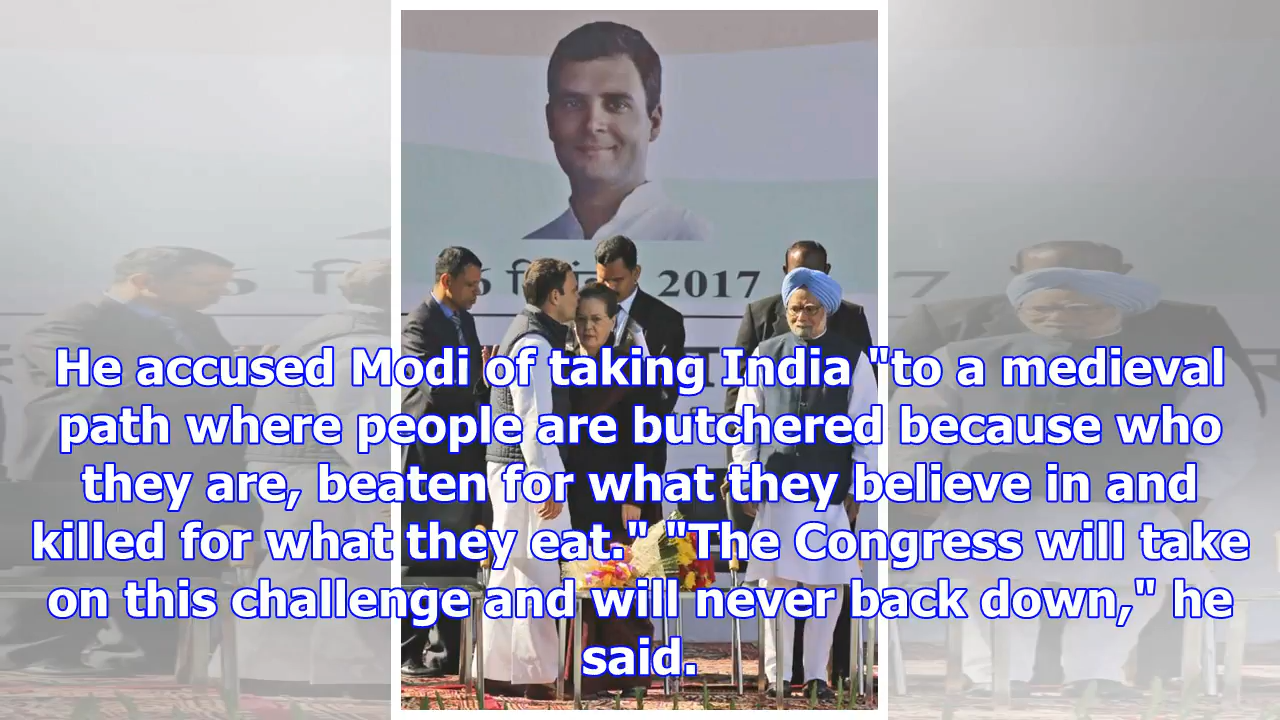 2017
He accused Modi of taking India "to a medieval
path where people are butchered because who
they are, beaten for what they believe in and
killed for what they eat." "The Congress will take
on this challenge and will never back down," he
said.